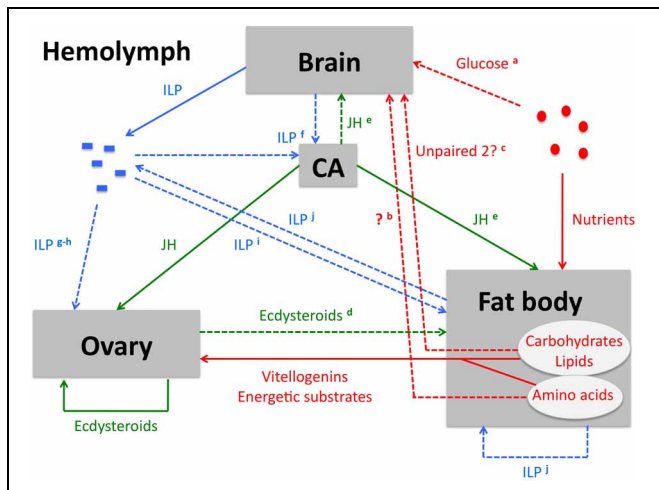 Hemolymph
Brain
Glucose a
ILP
ILP f
JH e
Unpaired 2? c
CA
ILP j
ILP i
? b
JH e
Nutrients
ILP g-h
JH
Fat body
Ecdysteroids d
Ovary
Carbohydrates
Lipids
Vitellogenins
Energetic substrates
Amino acids
Ecdysteroids
ILP j